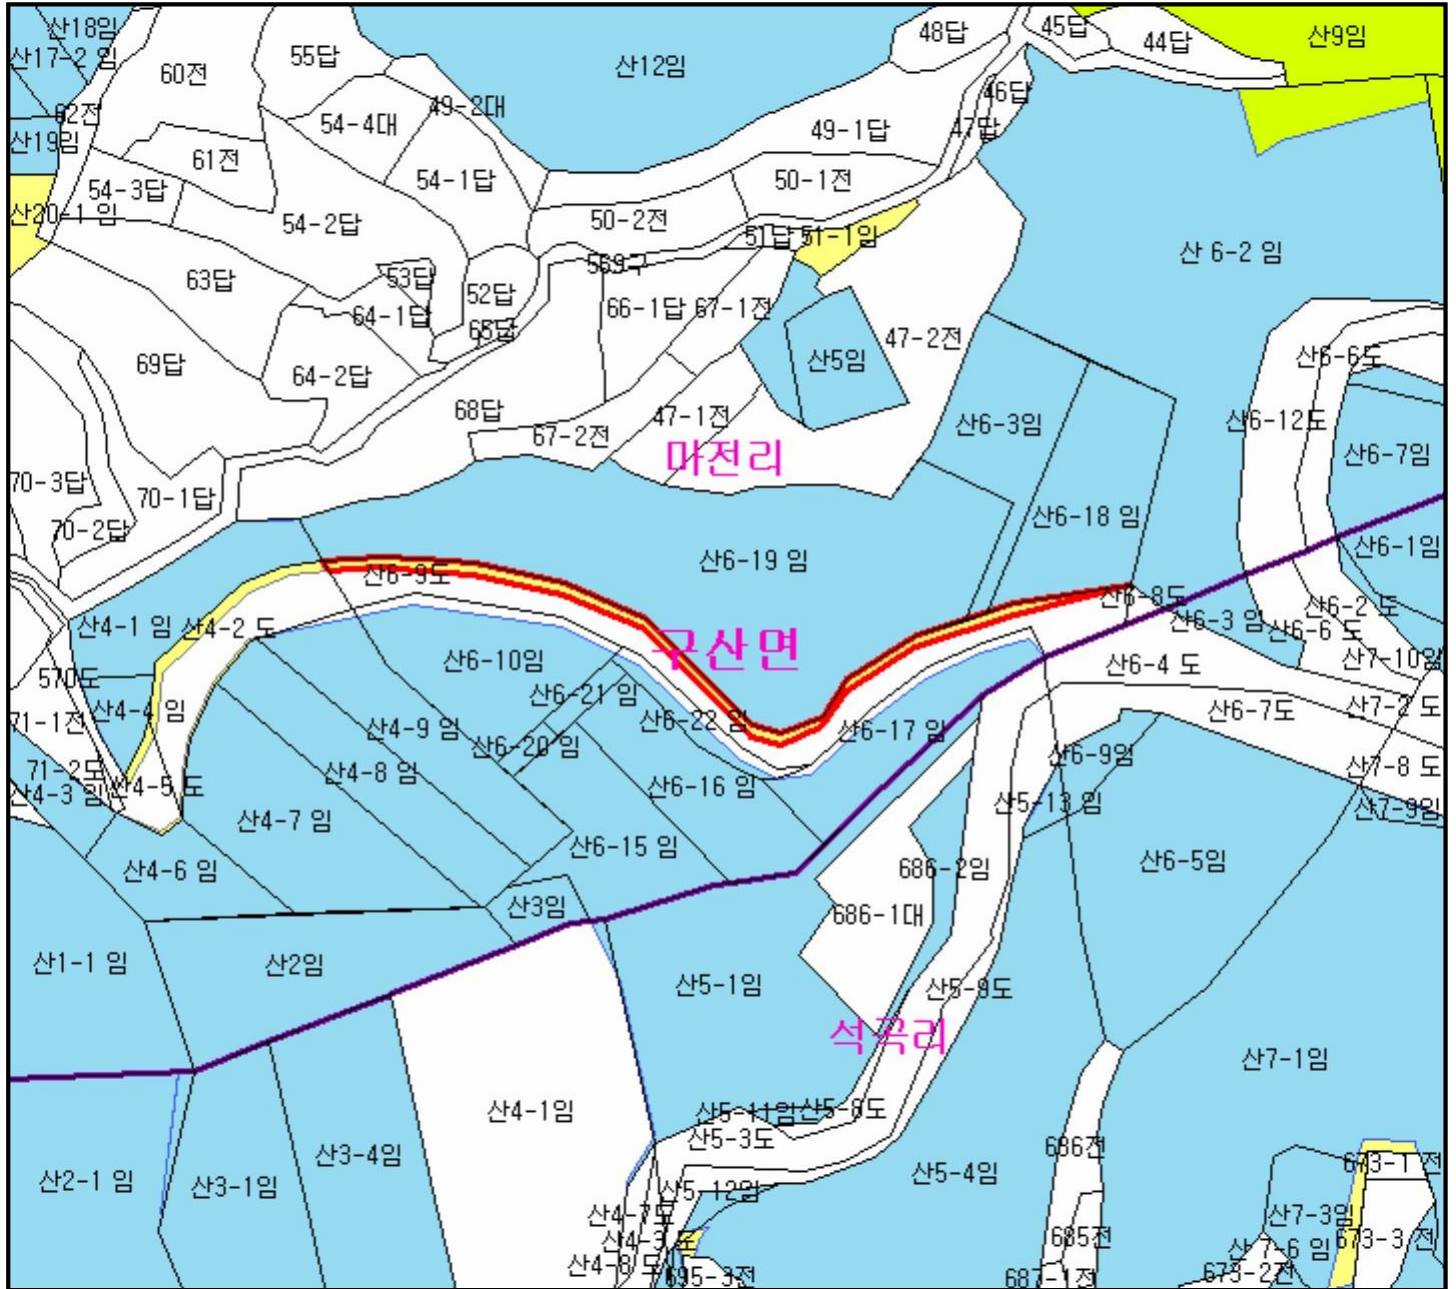 산18임
48답
45답
44답
산9임
산17-2 임
55답
60전
산12임
49-2대
46답
62전
54-4대
49-1답
47답
산19임
61전
54-3답
54-1답
50-1전
산20-1 임
54-2답
50-2전
51답
51-1임
산 6-2 임
569구
63답
53답
52답
66-1답
67-1전
64-1답
65답
47-2전
69답
64-2답
산5임
산6-6도
68답
47-1전
산6-3임
산6-12도
67-2전
마전리
산6-7임
70-3답
70-1답
70-2답
산6-18 임
산6-1임
산6-19 임
산6-9도
산6-8도
산6-2 도
산4-1 임
산4-2 도
산6-3 임
산6-6 도
구산면
산6-10임
산6-4 도
산7-10임
570도
산6-21 임
71-1전
산4-4 임
산4-9 임
산6-22 임
산6-17 임
산6-7도
산7-2 도
산6-20임
산6-9임
71-2도
산4-8 임
산7-8 도
산4-3 임
산4-5 도
산6-16 임
산5-13 임
산7-9임
산4-7 임
산6-15 임
산4-6 임
686-2임
산6-5임
산3임
686-1대
산1-1 임
산2임
산5-1임
산5-9도
석곡리
산7-1임
산4-1임
산5-11임
산5-8도
산5-3도
산3-4임
686전
산2-1 임
산3-1임
산5-12임
산5-4임
673-1 전
산4-7도
산7-3임
산4-3 도
685전
산7-6 임
673-3 전
산4-8 도
695-3전
687-1전
673-2전